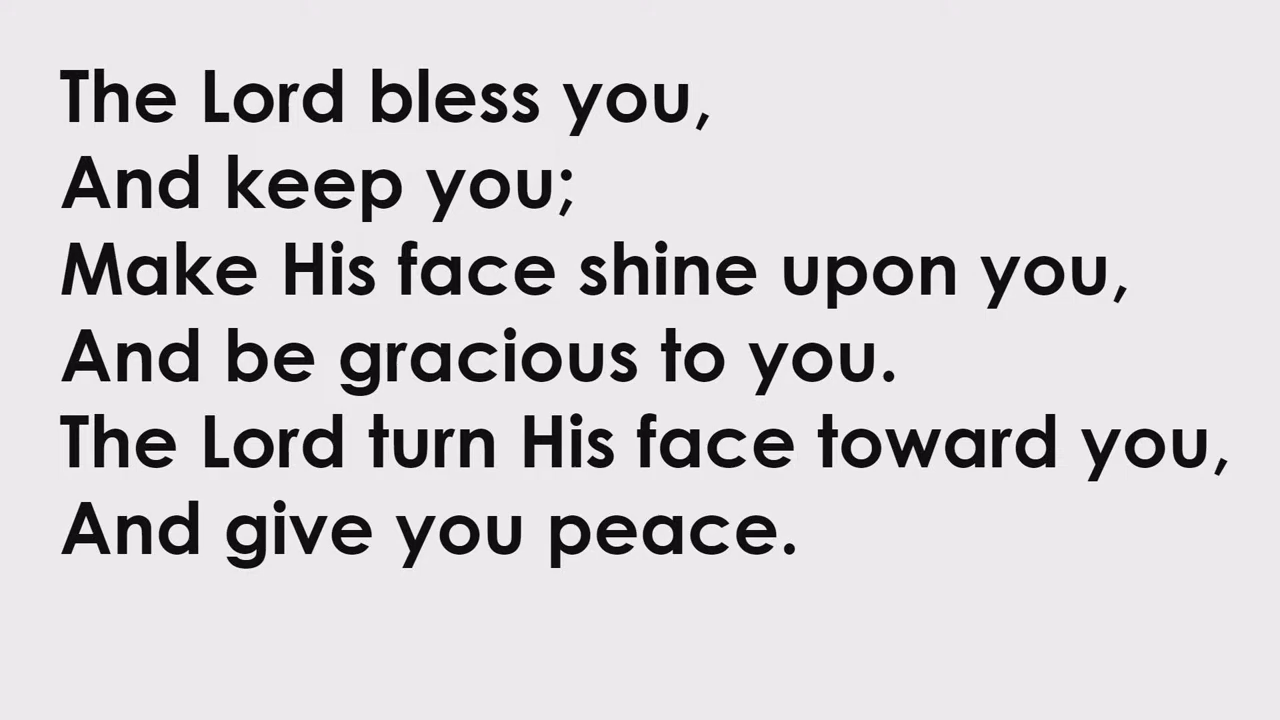 The Lord bless you,
And keep you;
Make His face shine upon you,
And be gracious to you.
The Lord turn His face toward you,
And give you peace.